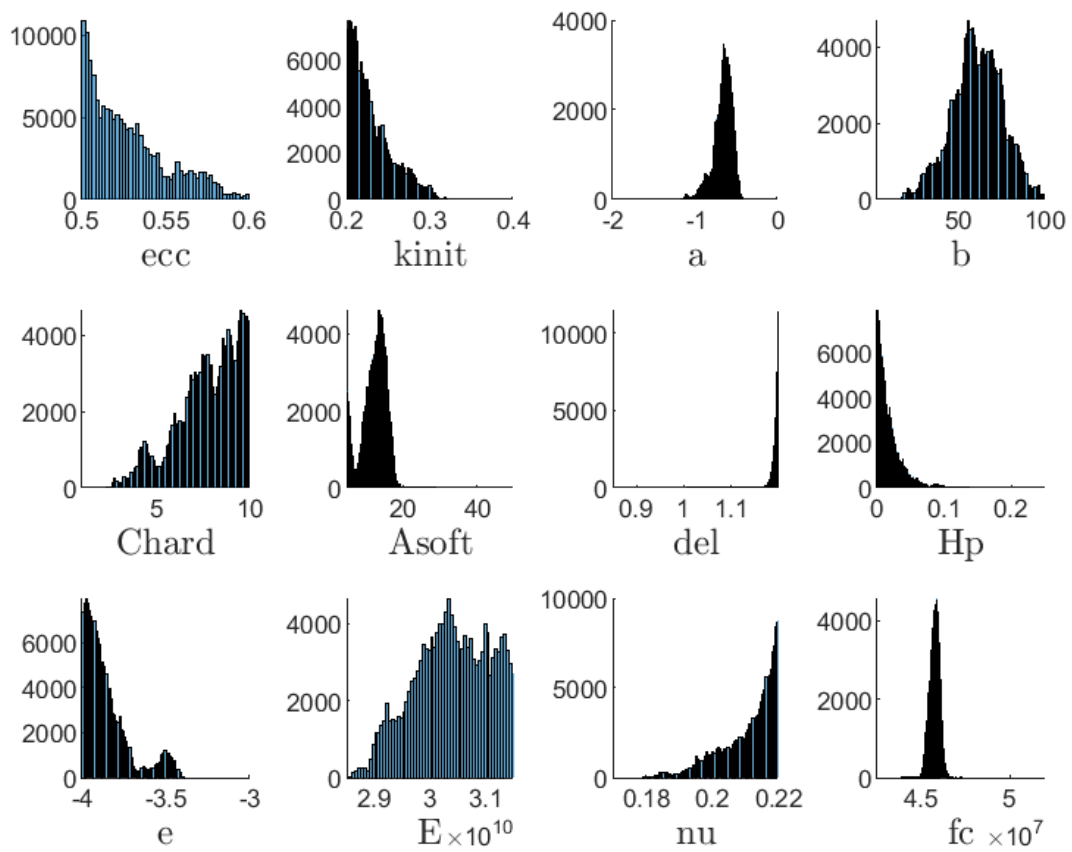 10000
5000
0
0.5 0.55 0.6
ecc
6000
4000
2000
0
0.2 0.3 0.4
kinit
4000
2000
0
-2 -1 0
a
4000
2000
0
50 100
b
4000
2000
0
5 10
Chard
4000
2000
0
20 40
Asoft
10000
5000
0
0.9 1 1.1
del
6000
4000
2000
0
0 0.1 0.2
Hp
6000
4000
2000
0
-4 -3.5 -3
e
4000
2000
0
2.9 3 3.1
E ×10^10
10000
5000
0
0.18 0.2 0.22
nu
4000
2000
0
4.5 5
fc ×10^7